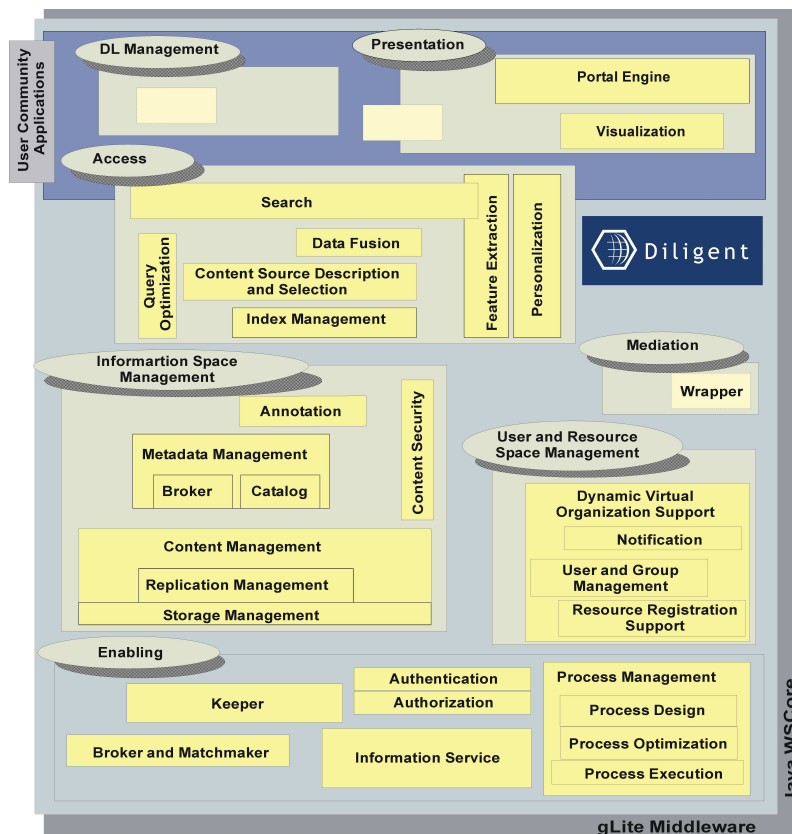 User Community
Applications
DL Management
Presentation
Portal Engine
Visualization
Access
Search
Data Fusion
Query
Optimization
Content Source Description
and Selection
Index Management
Feature Extraction
Personalization
Diligent
Informartion Space
Management
Annotation
Content Security
Metadata Management
Broker
Catalog
Content Management
Replication Management
Storage Management
Mediation
Wrapper
User and Resource
Space Management
Dynamic Virtual
Organization Support
Notification
User and Group
Management
Resource Registration
Support
Enabling
Keeper
Authentication
Authorization
Broker and Matchmaker
Information Service
Process Management
Process Design
Process Optimization
Process Execution
Java WSCore
gLite Middleware